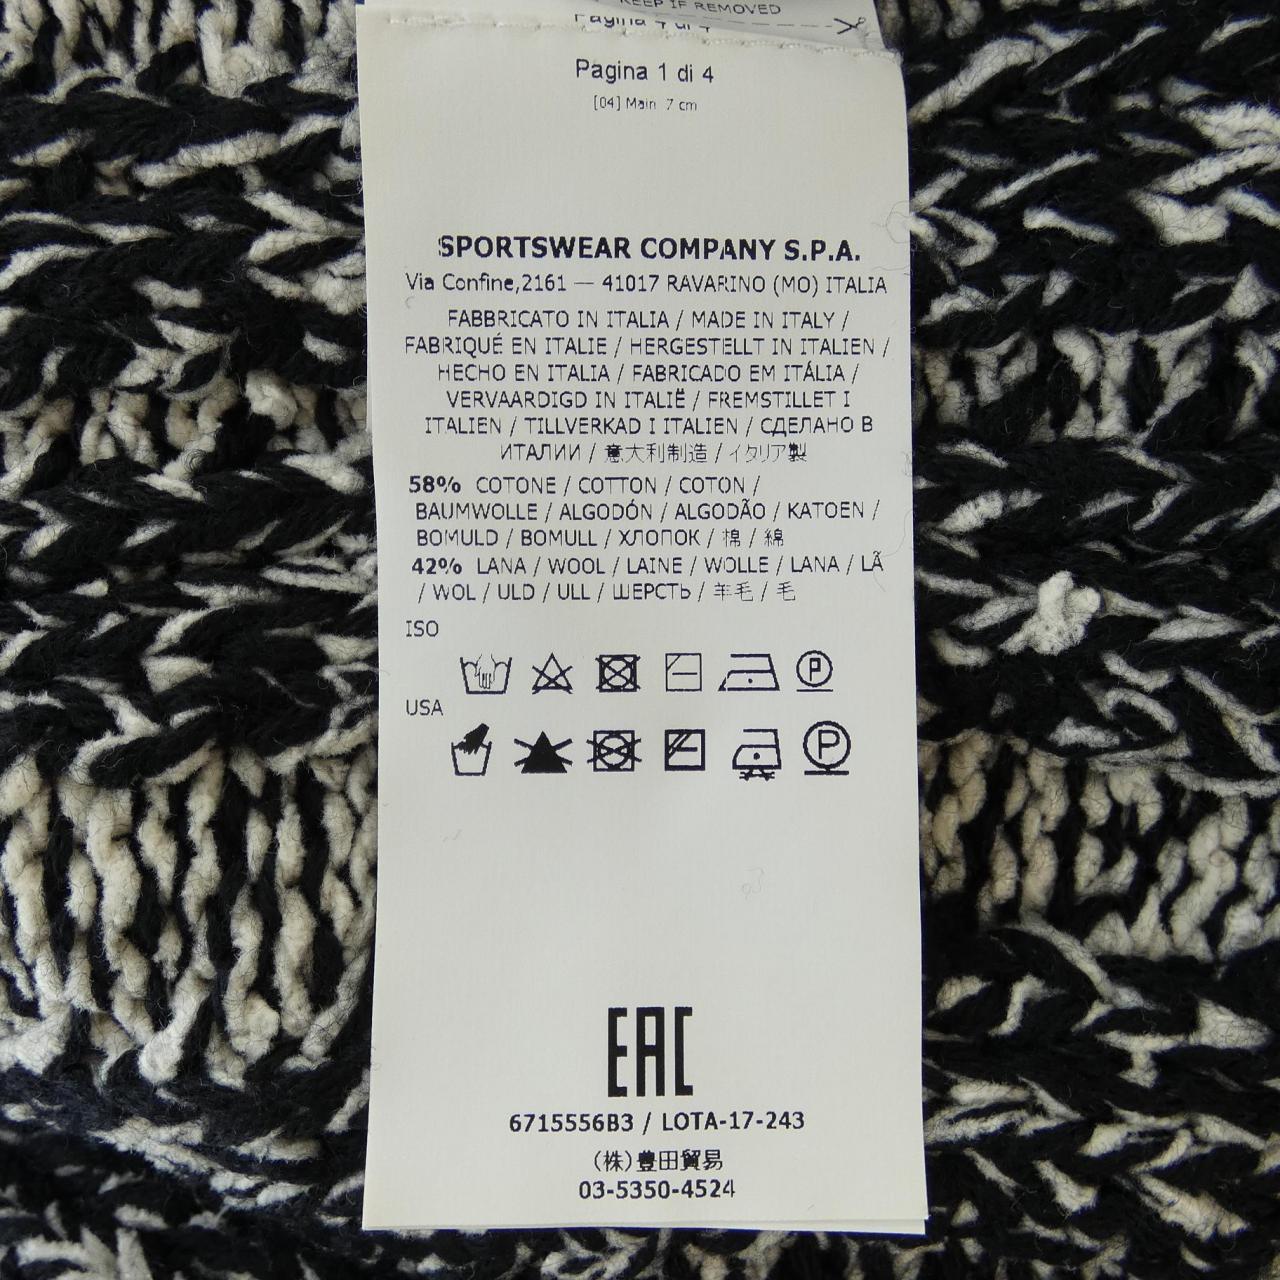 KEEP IF REMOVED
Pagina 4 di 4
Pagina 1 di 4
[04] Main 7 cm
SPORTSWEAR COMPANY S.P.A.
Via Confine,2161 — 41017 RAVARINO (MO) ITALIA
FABBRICATO IN ITALIA / MADE IN ITALY /
FABRIQUÉ EN ITALIE / HERGESTELLT IN ITALIEN /
HECHO EN ITALIA / FABRICADO EM ITÁLIA /
VERVAARDIGD IN ITALIË / FREMSTILLET I
ITALIEN / TILLVERKAD I ITALIEN / СДЕЛАНО В
ИТАЛИИ / 意大利制造 / イタリア製
58% COTONE / COTTON / COTON /
BAUMWOLLE / ALGODÓN / ALGODÃO / KATOEN /
BOMULD / BOMULL / ХЛОПОК / 棉 / 綿
42% LANA / WOOL / LAINE / WOLLE / LANA / LÃ
/ WOL / ULD / ULL / ШЕРСТЬ / 羊毛 / 毛
ISO
P
USA
P
EAC
6715556B3 / LOTA-17-243
(株)豊田貿易
03-5350-4524